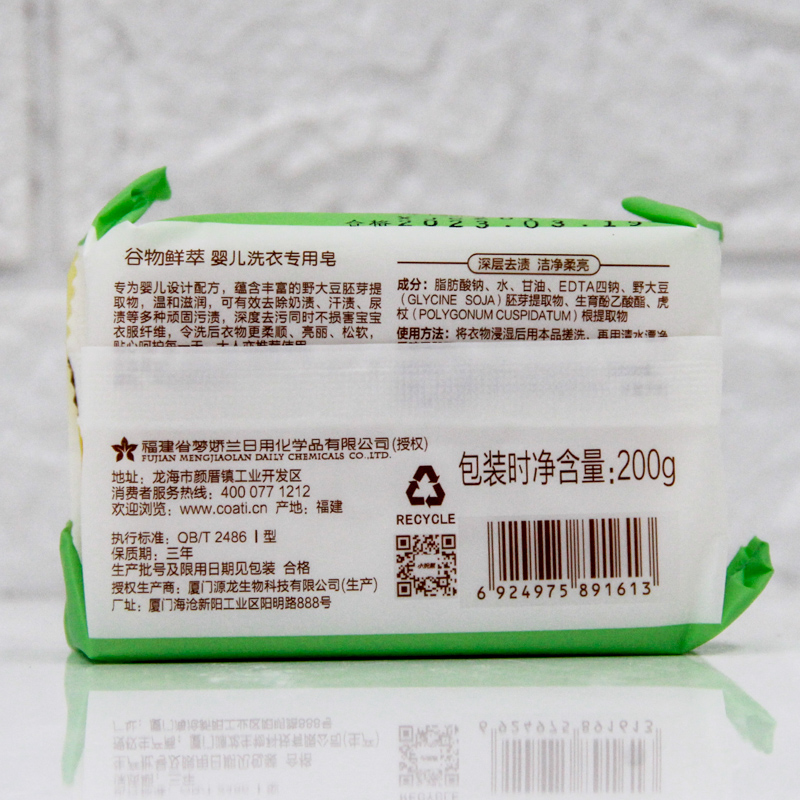 合格2023.03.19
谷物鲜萃 婴儿洗衣专用皂
专为婴儿设计配方,蕴含丰富的野大豆胚芽提
取物,温和滋润,可有效去除奶渍、汗渍、尿
渍等多种顽固污渍,深度去污同时不损害宝宝
衣服纤维,令洗后衣物更柔顺、亮丽、松软,
贴心呵护每一天
深层去渍 洁净柔亮
成分:脂肪酸钠、水、甘油、EDTA四钠、野大豆
(GLYCINE SOJA)胚芽提取物、生育酚乙酸酯、虎
杖(POLYGONUM CUSPIDATUM)根提取物
使用方法:将衣物浸湿后用本品搓洗,再用清水漂净
福建省梦娇兰日用化学品有限公司(授权)
FUJIAN MENGJIAOLAN DAILY CHEMICALS CO.,LTD.
地址:龙海市颜厝镇工业开发区
消费者服务热线:400 077 1212
欢迎浏览:www.coati.cn 产地:福建
执行标准:QB/T 2486 Ⅰ型
保质期:三年
生产批号及限用日期见包装 合格
授权生产商:厦门源龙生物科技有限公司(生产)
厂址:厦门海沧新阳工业区阳明路888号
RECYCLE
包装时净含量:200g
6 924975 891613